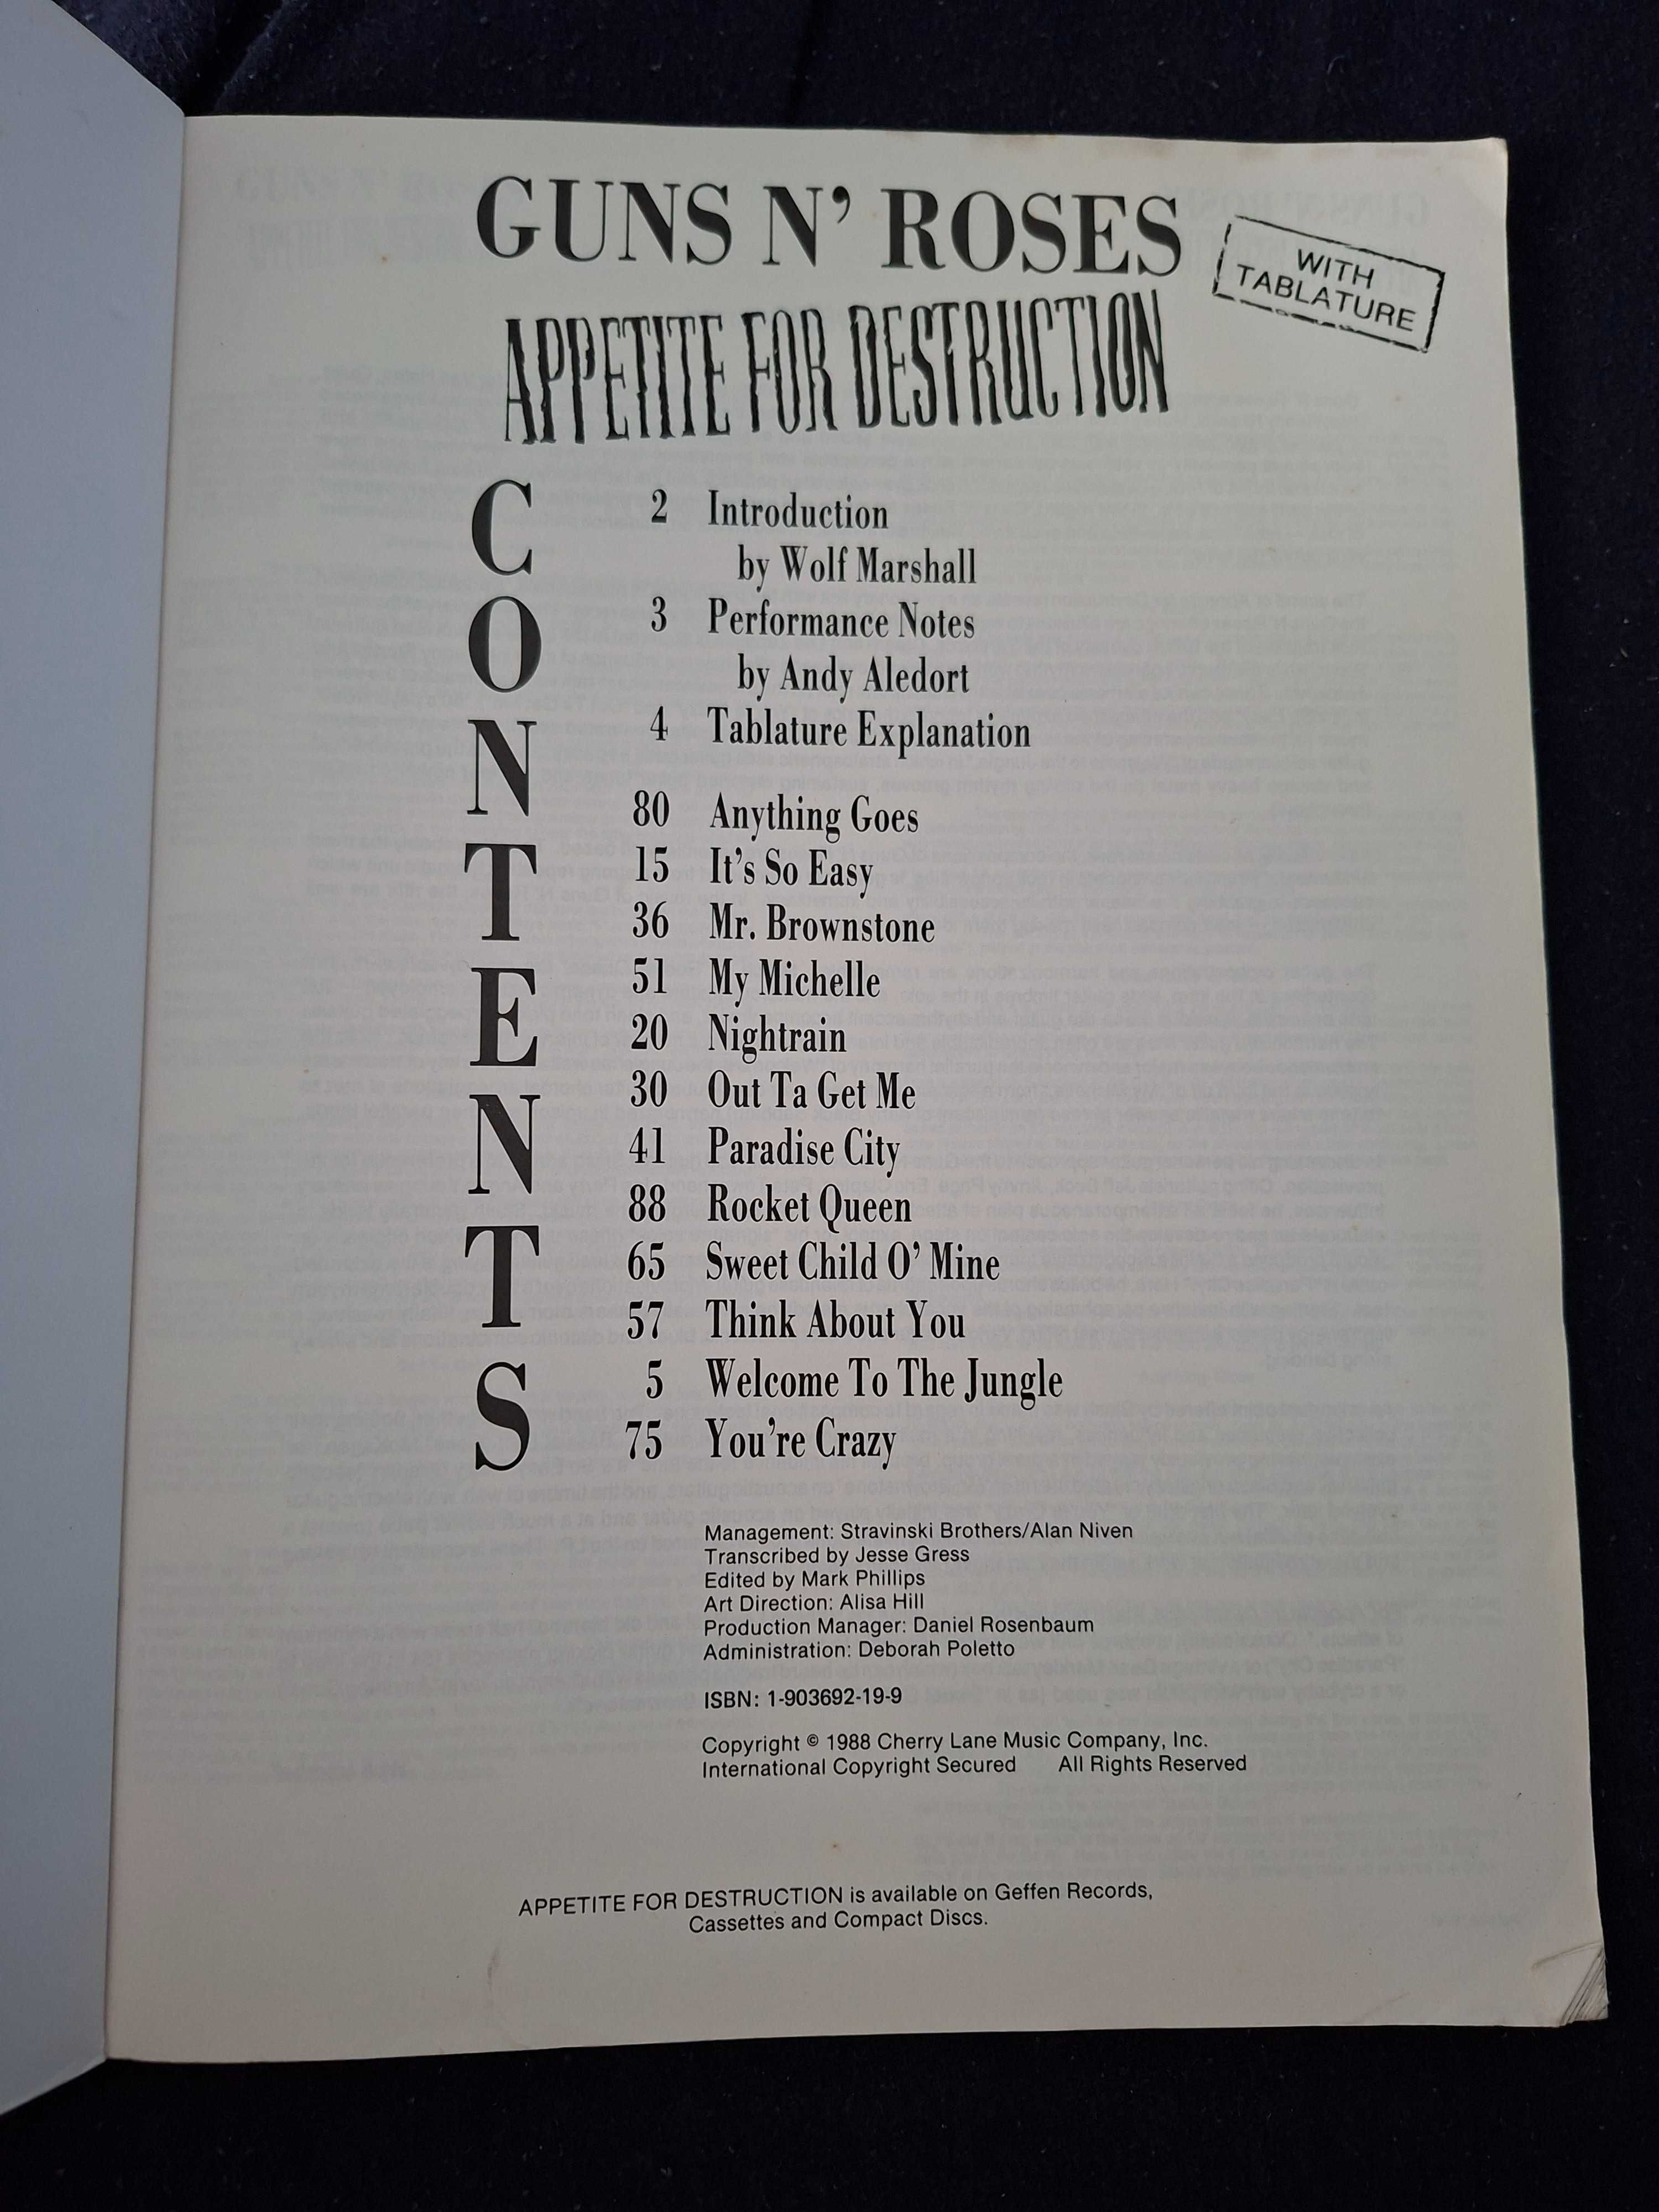 GUNS N' ROSES
WITH
TABLATURE
APPETITE FOR DESTRUCTION
CONTENTS
2 Introduction
by Wolf Marshall
3 Performance Notes
by Andy Aledort
4 Tablature Explanation
80 Anything Goes
15 It's So Easy
36 Mr. Brownstone
51 My Michelle
20 Nightrain
30 Out Ta Get Me
41 Paradise City
88 Rocket Queen
65 Sweet Child O' Mine
57 Think About You
5 Welcome To The Jungle
75 You're Crazy
Management: Stravinski Brothers/Alan Niven
Transcribed by Jesse Gress
Edited by Mark Phillips
Art Direction: Alisa Hill
Production Manager: Daniel Rosenbaum
Administration: Deborah Poletto
ISBN: 1-903692-19-9
Copyright © 1988 Cherry Lane Music Company, Inc.
International Copyright Secured All Rights Reserved
APPETITE FOR DESTRUCTION is available on Geffen Records,
Cassettes and Compact Discs.